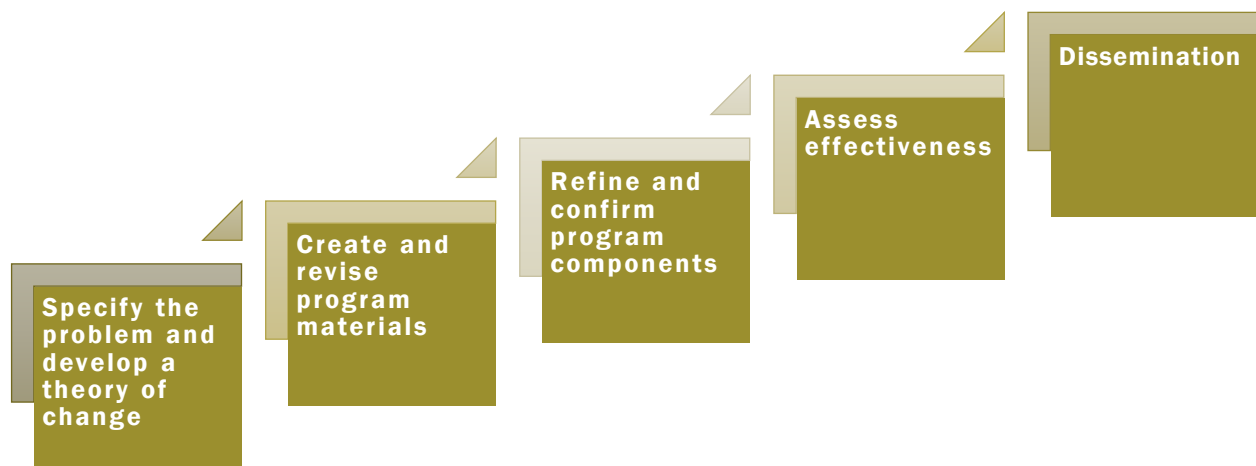 Specify the
problem and
develop a
theory of
change
Create and
revise
program
materials
Refine and
confirm
program
components
Assess
effectiveness
Dissemination